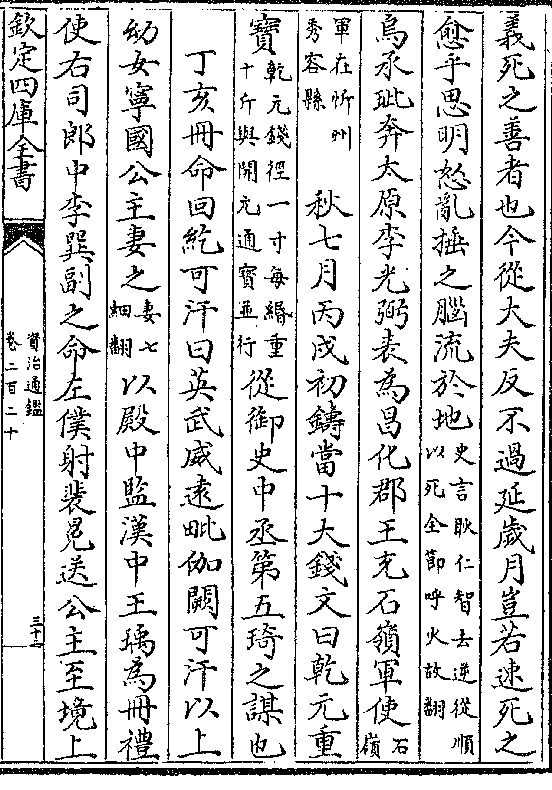 義死之善者也今從大夫反不過延歲月豈若速死之
愈乎思明怒亂捶之腦流於地史言耿仁智去逆從順以死全節呼火故翻
烏承玼奔太原李光弼表為昌化郡王充石嶺軍使石嶺
軍在忻州秀容縣 秋七月丙戌初鑄當十大錢文曰乾元重
寶乾元錢徑一寸每緡重十斤與開元通寶並行從御史中丞第五琦之謀也
丁亥冊命回紇可汗曰英武威遠毗伽闕可汗以上
幼女寧國公主妻之妻七細翻以殿中監漢中王瑀為冊禮
使右司郎中李巽副之命左僕射裴冕送公主至境上
欽定四庫全書
資治通鑑
卷二百二十
三十一